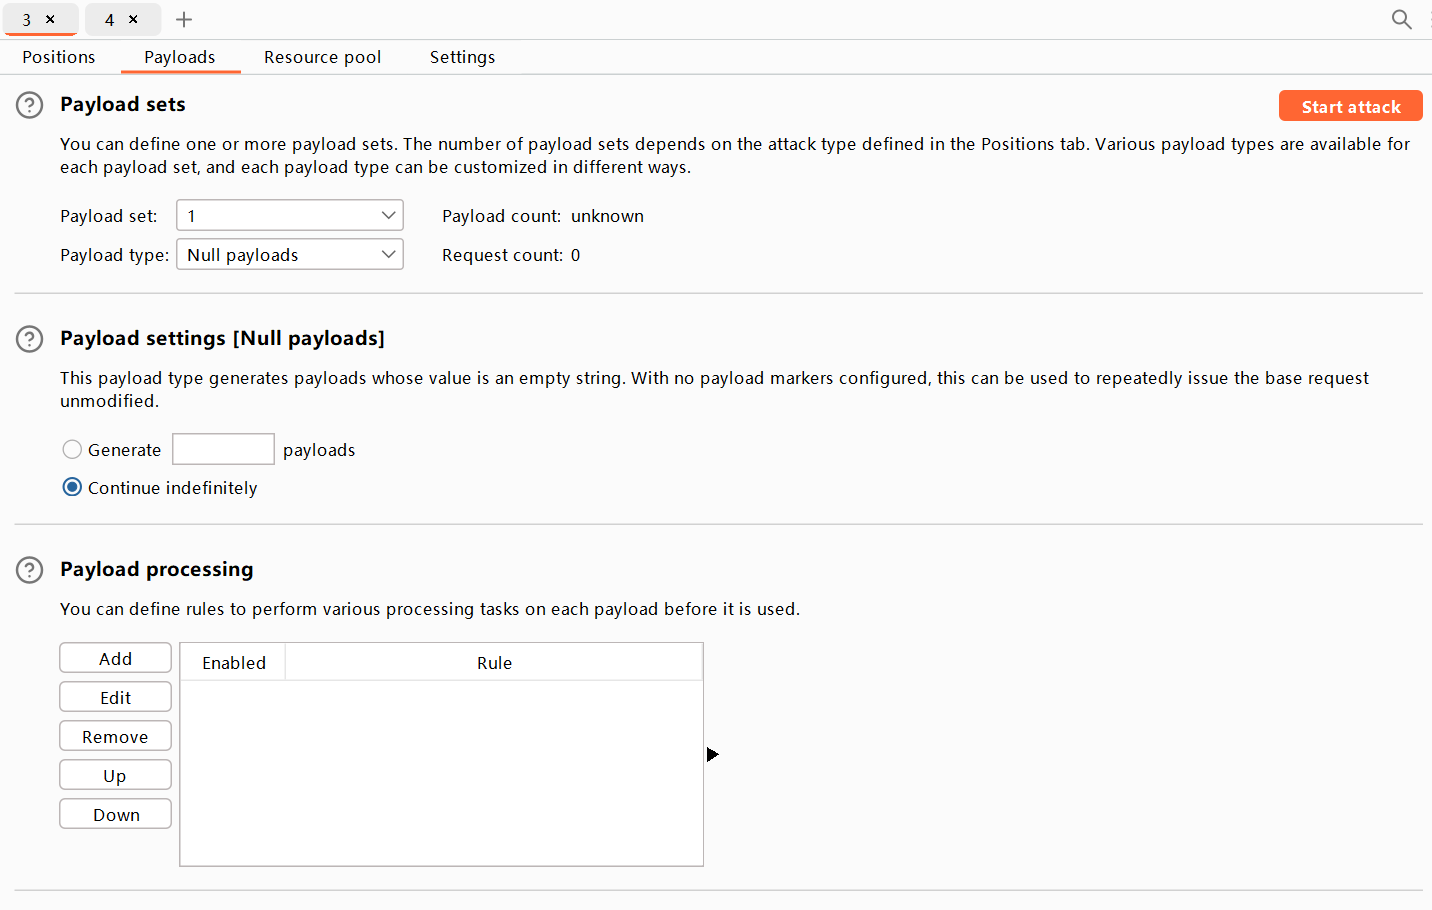 3 ×
4 ×
+
Positions
Payloads
Resource pool
Settings
? Payload sets
Start attack
You can define one or more payload sets. The number of payload sets depends on the attack type defined in the Positions tab. Various payload types are available for
each payload set, and each payload type can be customized in different ways.
Payload set: 1
Payload count: unknown
Payload type: Null payloads
Request count: 0
? Payload settings [Null payloads]
This payload type generates payloads whose value is an empty string. With no payload markers configured, this can be used to repeatedly issue the base request
unmodified.
Generate payloads
Continue indefinitely
? Payload processing
You can define rules to perform various processing tasks on each payload before it is used.
Add
Edit
Remove
Up
Down
Enabled
Rule